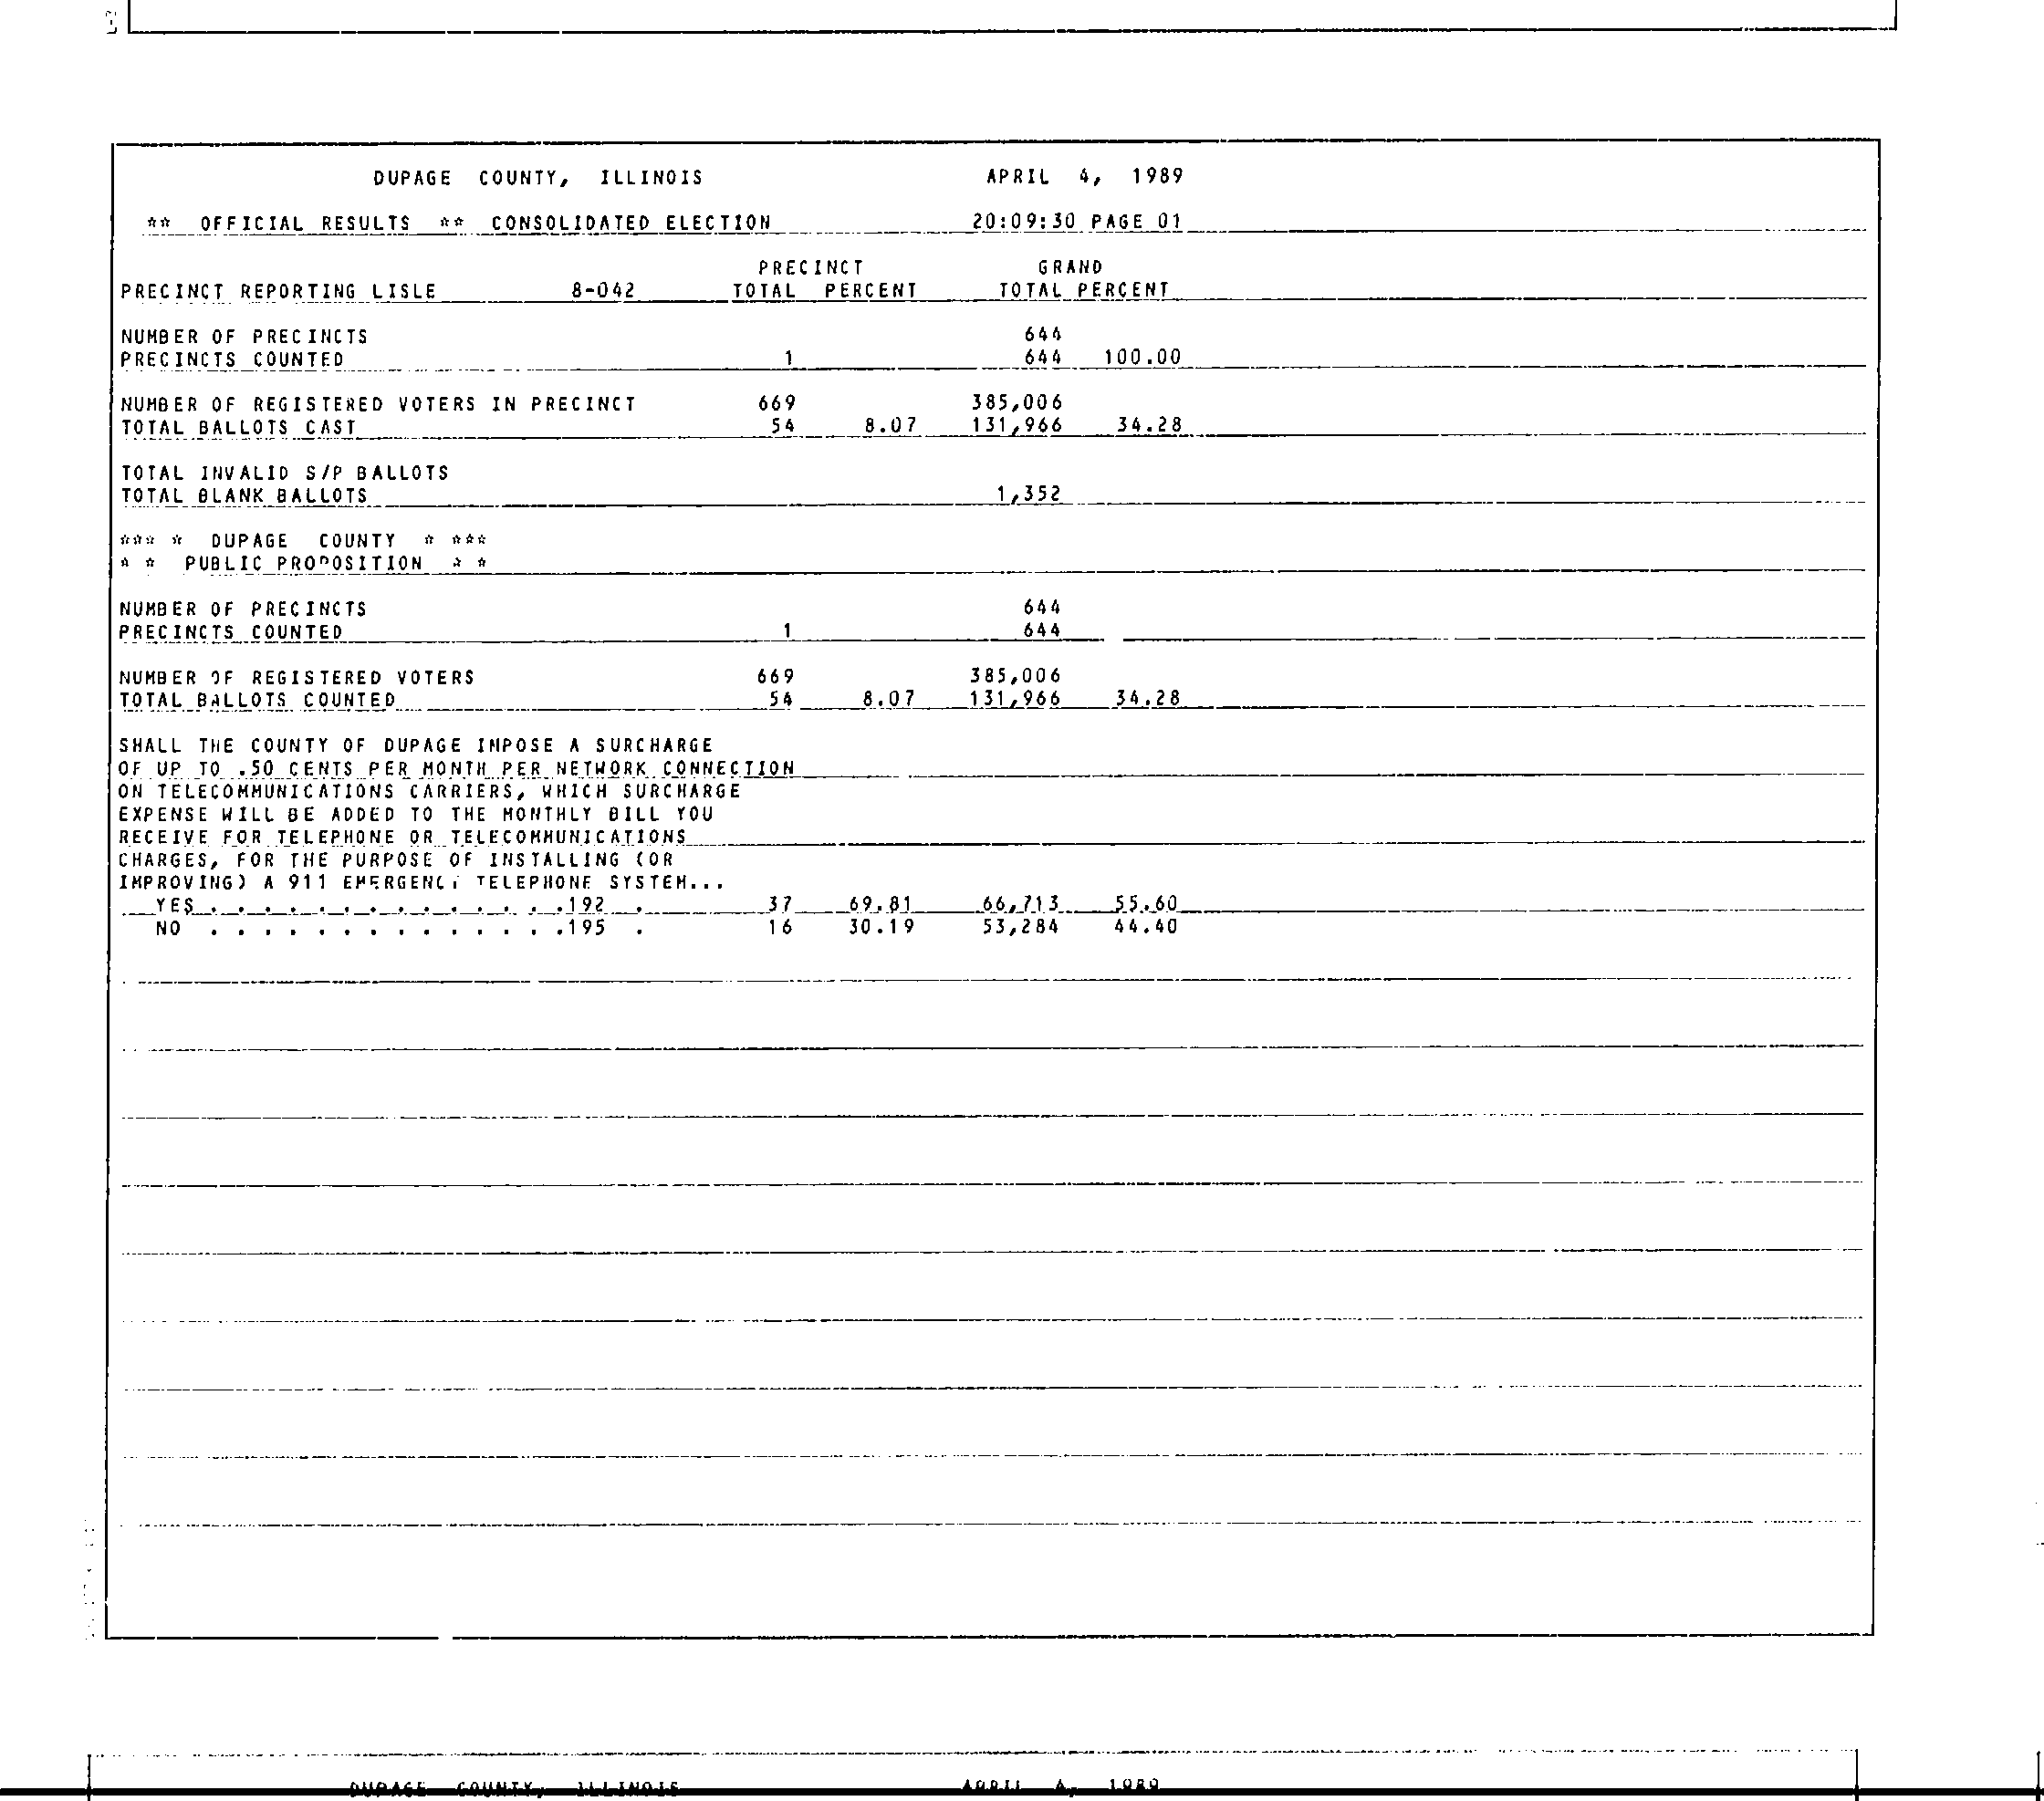 DUPAGE COUNTY, ILLINOIS APRIL 4, 1989
** OFFICIAL RESULTS ** CONSOLIDATED ELECTION 20:09:30 PAGE 01
PRECINCT GRAND
PRECINCT REPORTING LISLE 8-042 TOTAL PERCENT TOTAL PERCENT
NUMBER OF PRECINCTS 644
PRECINCTS COUNTED 1 644 100.00
NUMBER OF REGISTERED VOTERS IN PRECINCT 669 385,006
TOTAL BALLOTS CAST 54 8.07 131,966 34.28
TOTAL INVALID S/P BALLOTS
TOTAL BLANK BALLOTS 1,352
*** * DUPAGE COUNTY * ***
* * PUBLIC PROPOSITION * *
NUMBER OF PRECINCTS 644
PRECINCTS COUNTED 1 644
NUMBER OF REGISTERED VOTERS 669 385,006
TOTAL BALLOTS COUNTED 54 8.07 131,966 34.28
SHALL THE COUNTY OF DUPAGE IMPOSE A SURCHARGE
OF UP TO .50 CENTS PER MONTH PER NETWORK CONNECTION
ON TELECOMMUNICATIONS CARRIERS, WHICH SURCHARGE
EXPENSE WILL BE ADDED TO THE MONTHLY BILL YOU
RECEIVE FOR TELEPHONE OR TELECOMMUNICATIONS
CHARGES, FOR THE PURPOSE OF INSTALLING (OR
IMPROVING) A 911 EMERGENCY TELEPHONE SYSTEM...
YES . . . . . . . . . . . . . .192 . 37 69.81 66,713 55.60
NO . . . . . . . . . . . . . .195 . 16 30.19 53,284 44.40
DUPAGE COUNTY, ILLINOIS APRIL 4, 1989